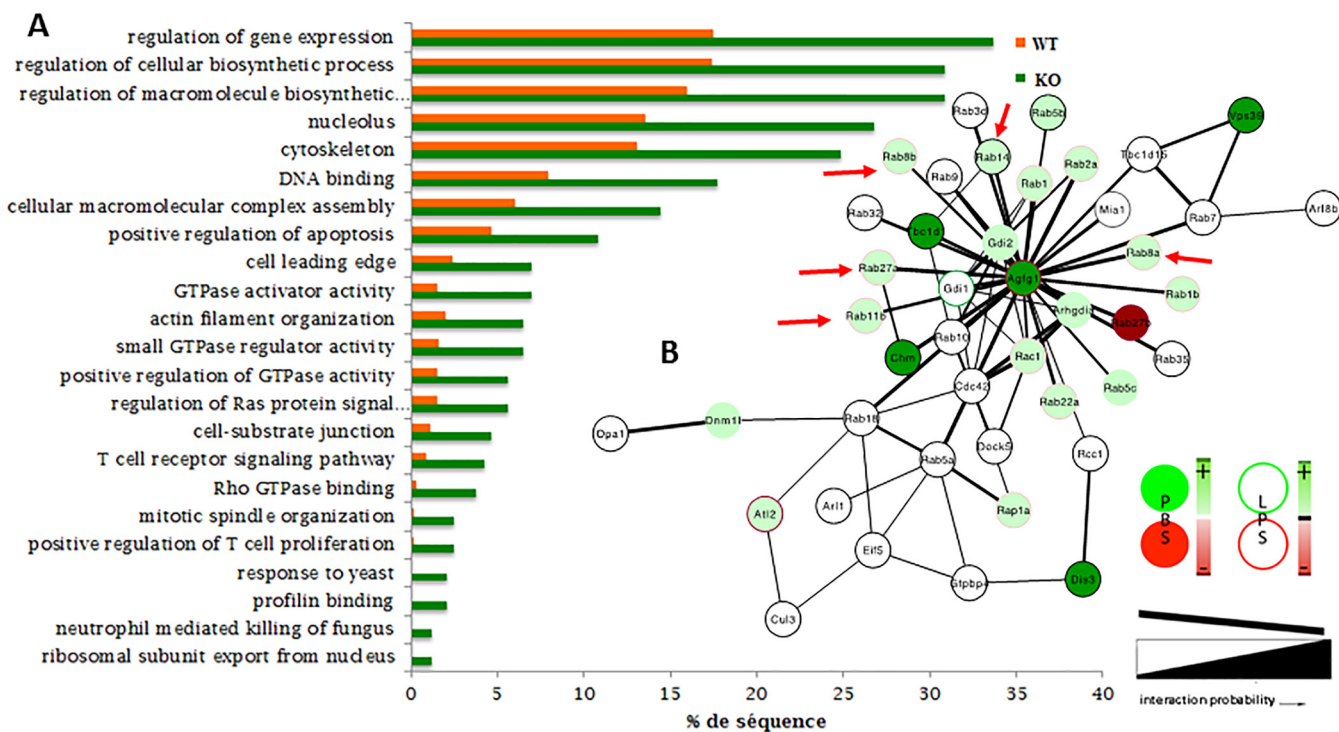 A
regulation of gene expression
regulation of cellular biosynthetic process
regulation of macromolecule biosynthetic...
nucleolus
cytoskeleton
DNA binding
cellular macromolecular complex assembly
positive regulation of apoptosis
cell leading edge
GTPase activator activity
actin filament organization
small GTPase regulator activity
positive regulation of GTPase activity
regulation of Ras protein signal...
cell-substrate junction
T cell receptor signaling pathway
Rho GTPase binding
mitotic spindle organization
positive regulation of T cell proliferation
response to yeast
profilin binding
neutrophil mediated killing of fungus
ribosomal subunit export from nucleus
0 5 10 15 20 25 30 35 40
% de séquence
WT
KO
B
Rab3d
Rab5b
Vps39
Rab8b
Rab14
Tbc1d15
Rab9
Rab2a
Rab1
Rab32
Mia1
Rab7
Arl8b
Gdi2
Rab8a
Rab27a
Agfg1
Gdi1
Rab1b
Rab11b
Rab27b
Rab10
Rab35
Chm
Rac1
Cdc42
Rab5c
Rab22a
Opa1
Dnm1l
Rab18
Dock5
Rcc1
Rab5a
Atl2
Arl1
Rap1a
Eif5
Dis3
Cul3
P
B
S
+
-
L
P
S
+
-
interaction probability